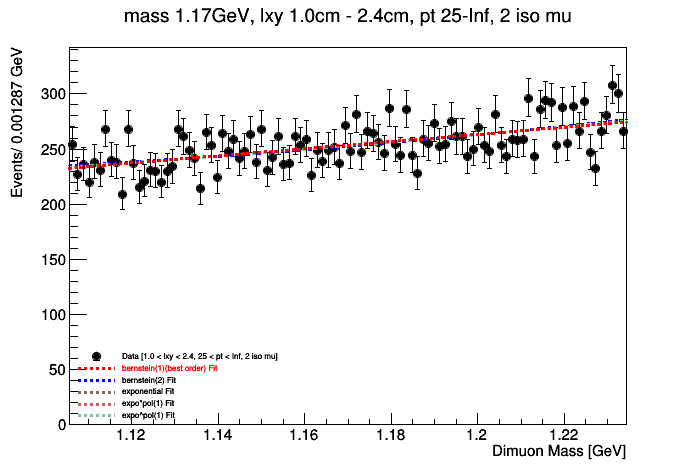 mass 1.17GeV, lxy 1.0cm - 2.4cm, pt 25-Inf, 2 iso mu
Events/ 0.001287 GeV
300
250
200
150
100
50
0
Data [1.0 < lxy < 2.4, 25 < pt < Inf, 2 iso mu]
bernstein(1)(best order) Fit
bernstein(2) Fit
exponential Fit
expo*pol(1) Fit
expo^pol(1) Fit
1.12 1.14 1.16 1.18 1.2 1.22
Dimuon Mass [GeV]